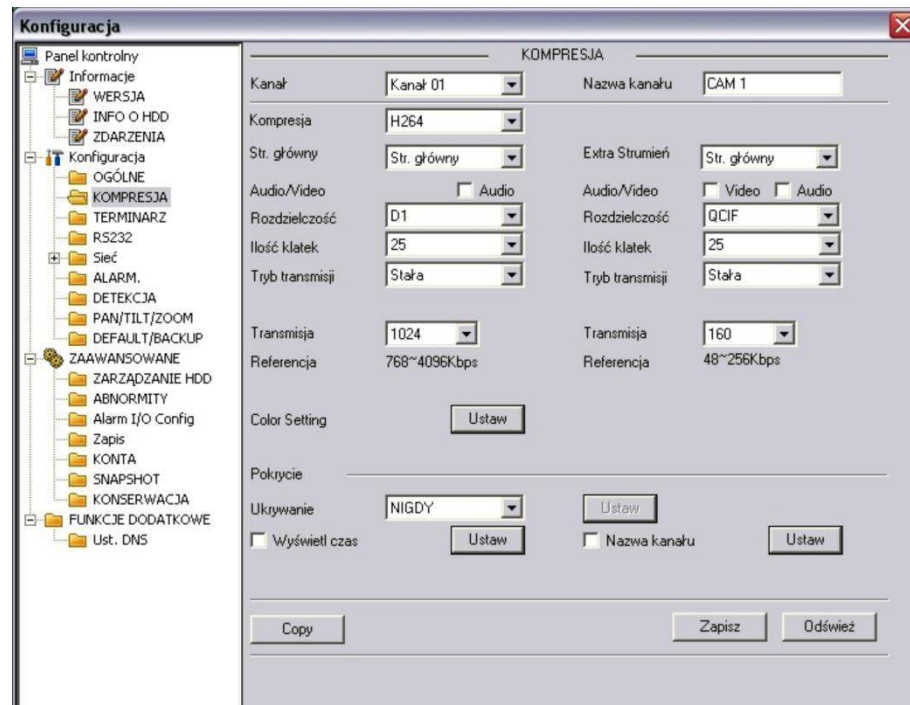 Konfiguracja
Panel kontrolny
Informacje
WERSJA
INFO O HDD
ZDARZENIA
Konfiguracja
OGÓLNE
KOMPRESJA
TERMINARZ
RS232
Sieć
ALARM.
DETEKCJA
PAN/TILT/ZOOM
DEFAULT/BACKUP
ZAAWANSOWANE
ZARZĄDZANIE HDD
ABNORMITY
Alarm I/O Config
Zapis
KONTA
SNAPSHOT
KONSERWACJA
FUNKCJE DODATKOWE
Ust. DNS
KOMPRESJA
Kanał Kanał 01 Nazwa kanału CAM 1
Kompresja H264
Str. główny Str. główny Extra Strumień Str. główny
Audio/Video Audio Audio/Video Video Audio
Rozdzielczość D1 Rozdzielczość QCIF
Ilość klatek 25 Ilość klatek 25
Tryb transmisji Stała Tryb transmisji Stała
Transmisja 1024 Transmisja 160
Referencja 768~4096Kbps Referencja 48~256Kbps
Color Setting Ustaw
Pokrycie
Ukrywanie NIGDY Ustaw
Wyświetl czas Ustaw Nazwa kanału Ustaw
Copy Zapisz Odśwież